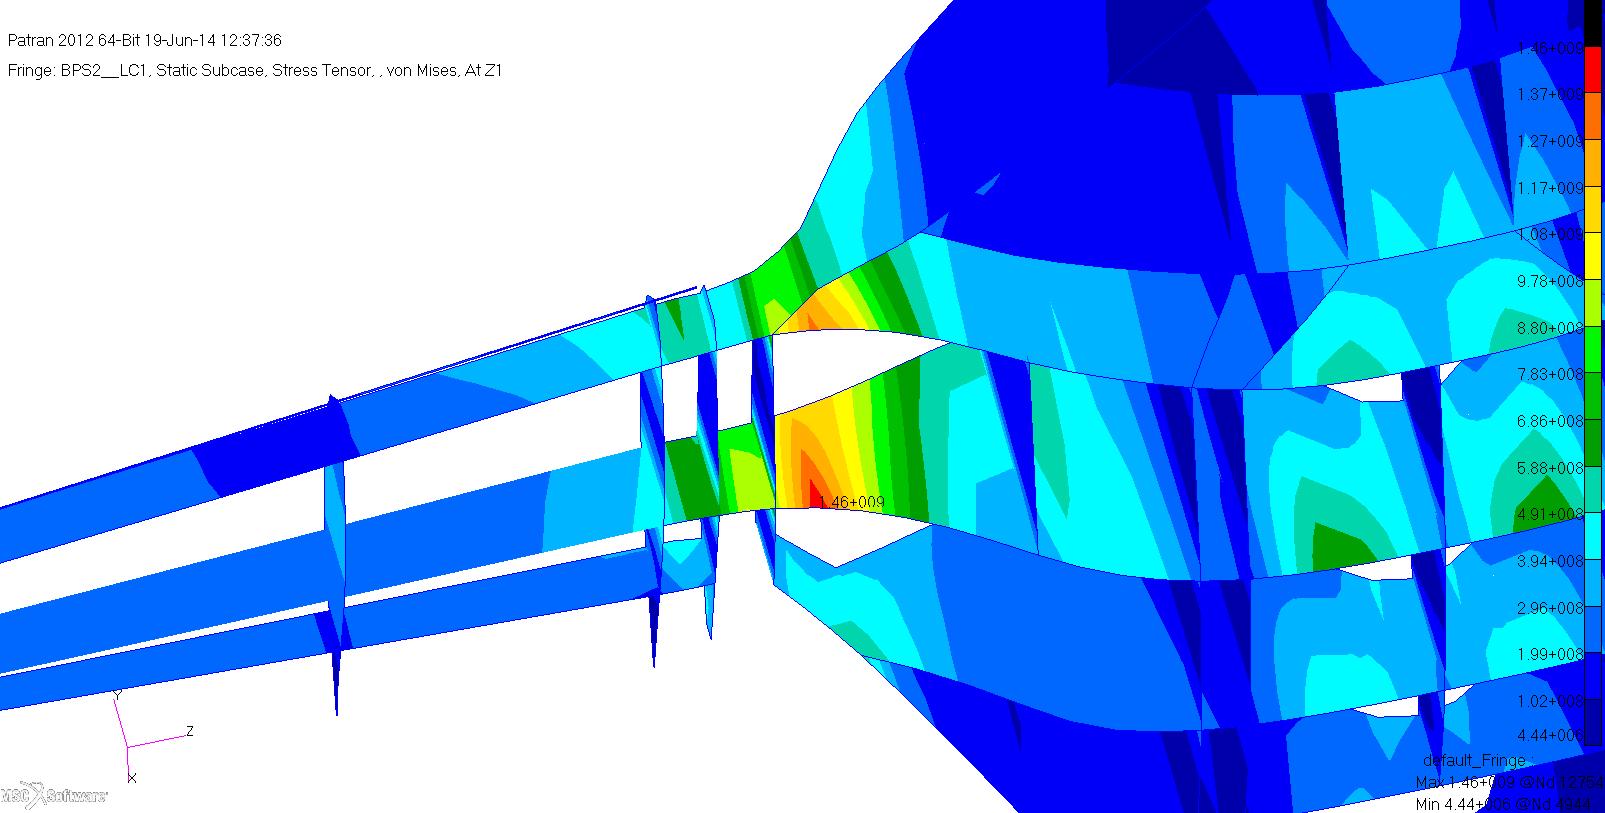 Patran 2012 64-Bit 19-Jun-14 12:37:36
Fringe: BPS2__LC1, Static Subcase, Stress Tensor, , von Mises, At Z1
1.46+009
1.37+009
1.27+009
1.17+009
1.08+009
9.78+008
8.80+008
7.83+008
6.86+008
5.88+008
1.46+009
4.91+008
3.94+008
2.96+008
1.99+008
1.02+008
4.44+006
Y
Z
X
MSC Software
default_Fringe :
Max 1.46+009 @Nd 12754
Min 4.44+006 @Nd 4944